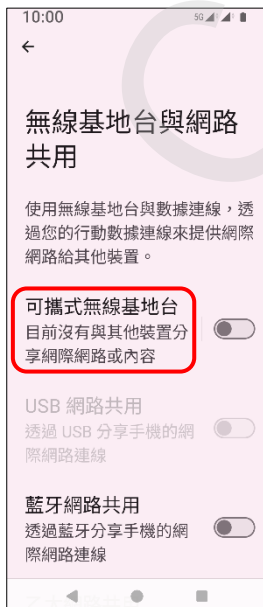 10:00 5G
無線基地台與網路
共用
使用無線基地台與數據連線，透
過您的行動數據連線來提供網際
網路給其他裝置。
可攜式無線基地台
目前沒有與其他裝置分
享網際網路或內容
USB 網路共用
透過 USB 分享手機的網
際網路連線
藍牙網路共用
透過藍牙分享手機的網
際網路連線